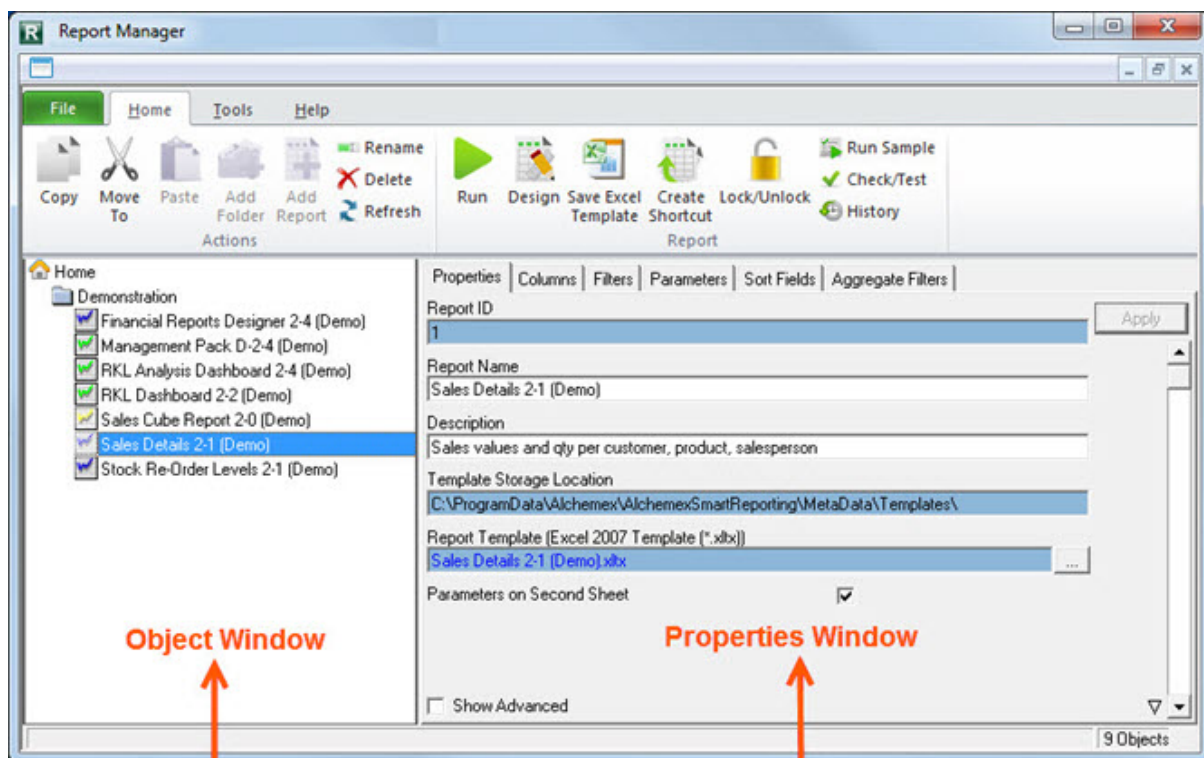 Report Manager
File Home Tools Help
Copy Move To Paste Add Folder Add Report Rename Delete Refresh
Actions
Run Design Save Excel Template Create Shortcut Lock/Unlock Run Sample Check/Test History
Report
Home
Demonstration
Financial Reports Designer 2-4 (Demo)
Management Pack D-2-4 (Demo)
RKL Analysis Dashboard 2-4 (Demo)
RKL Dashboard 2-2 (Demo)
Sales Cube Report 2-0 (Demo)
Sales Details 2-1 (Demo)
Stock Re-Order Levels 2-1 (Demo)
Object Window
Properties Columns Filters Parameters Sort Fields Aggregate Filters
Report ID
1
Apply
Report Name
Sales Details 2-1 (Demo)
Description
Sales values and qty per customer, product, salesperson
Template Storage Location
C:\ProgramData\Alchemex\AlchemexSmartReporting\MetaData\Templates\
Report Template (Excel 2007 Template (*.xltx))
Sales Details 2-1 (Demo).xltx
...
Parameters on Second Sheet
Properties Window
Show Advanced
9 Objects